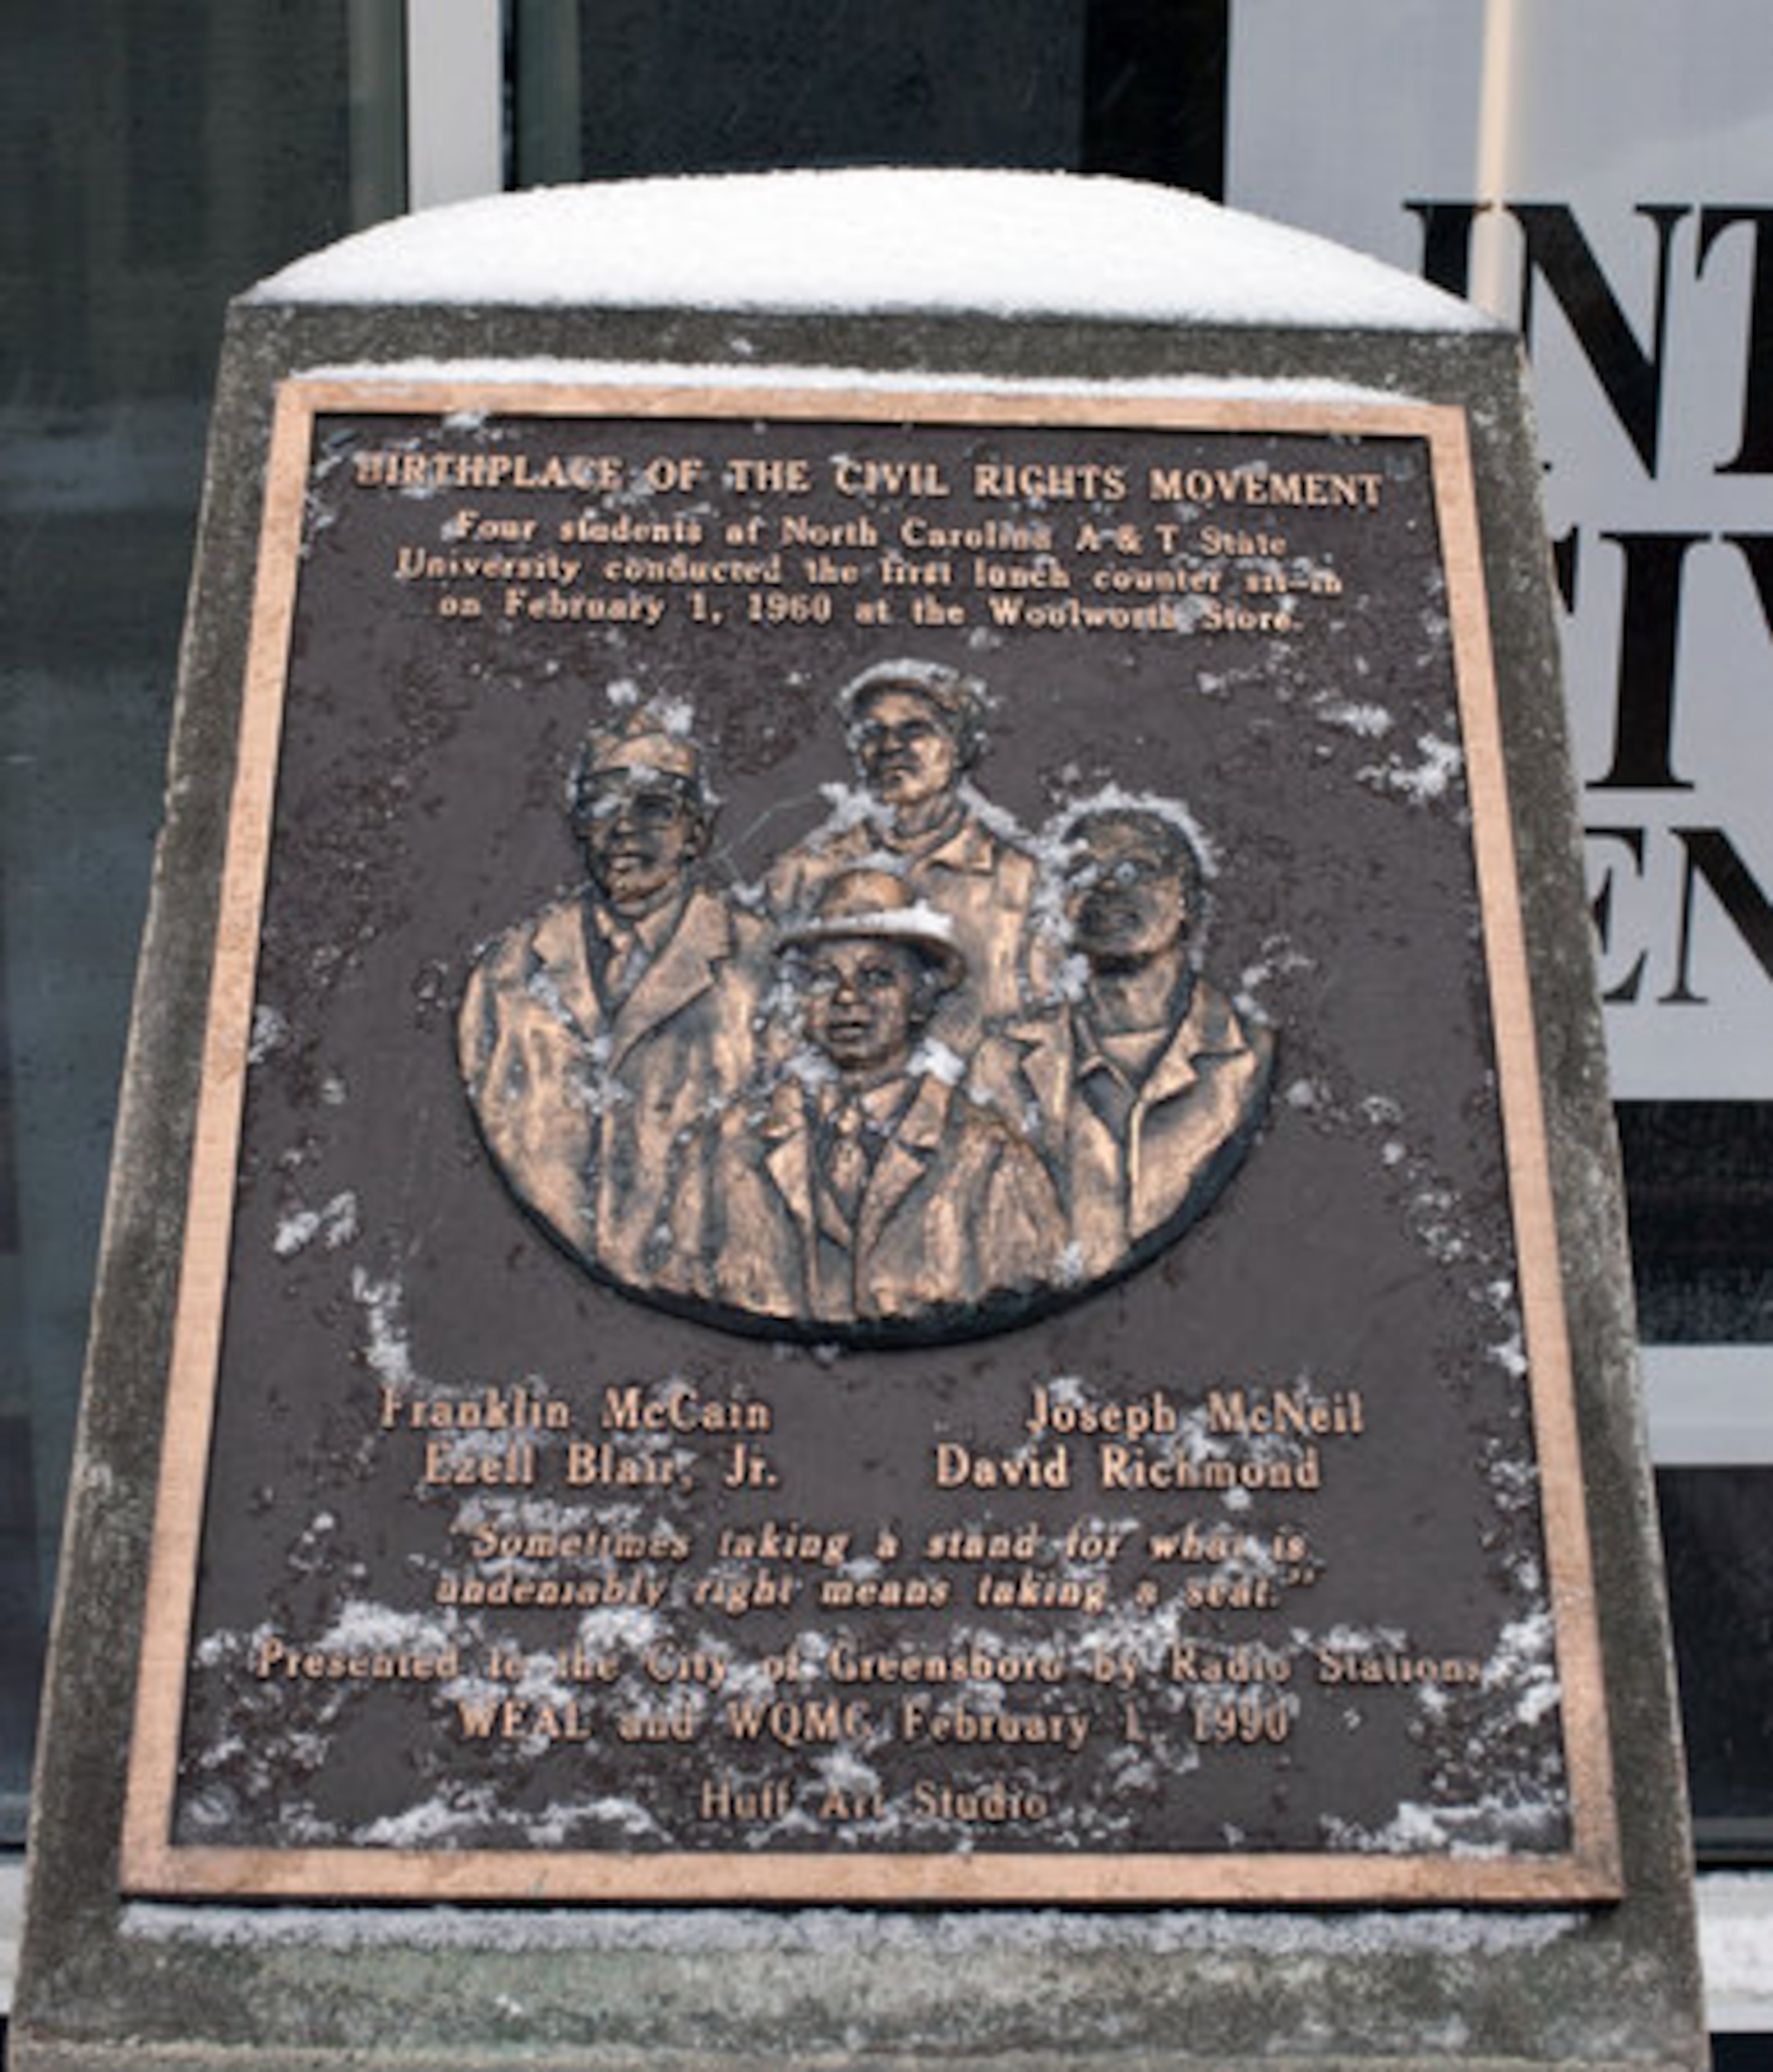 BIRTHPLACE OF THE CIVIL RIGHTS MOVEMENT
Four students at North Carolina A & T State
University conducted the first lunch counter sit-in
on February 1, 1960 at the Woolworth Store.
Franklin McCain Joseph McNeil
Ezell Blair, Jr. David Richmond
"Sometimes taking a stand for what is
undeniably right means taking a seat."
Presented to the City of Greensboro by Radio Stations
WEAL and WQMG February 1, 1990
Huff Art Studio
INT
IV
EN